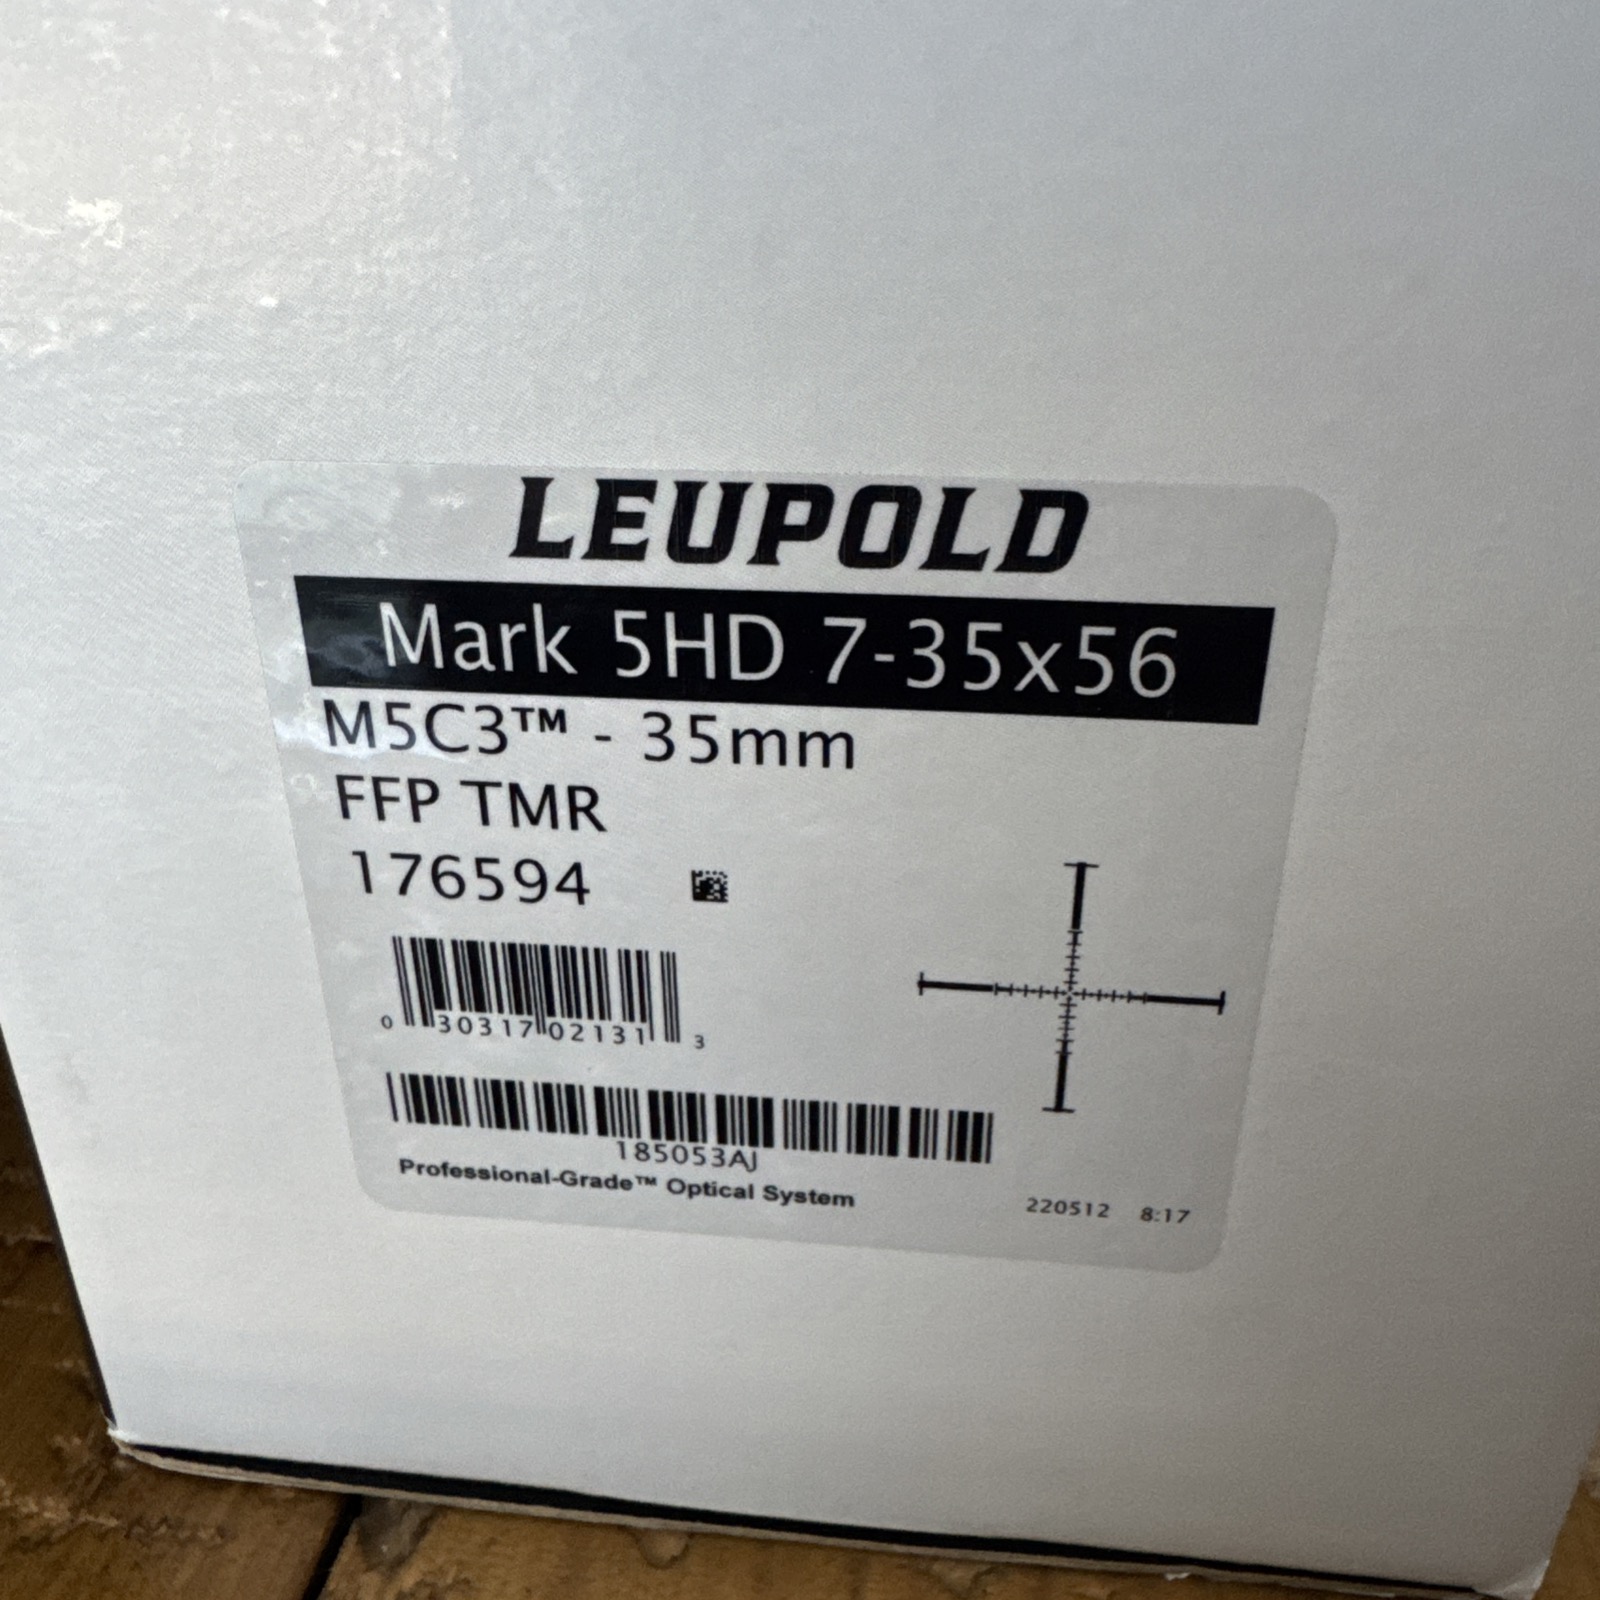 LEUPOLD
Mark 5HD 7-35x56
M5C3™ - 35mm
FFP TMR
176594
0 30317 02131 3
185053AJ
Professional-Grade™ Optical System
220512 8:17